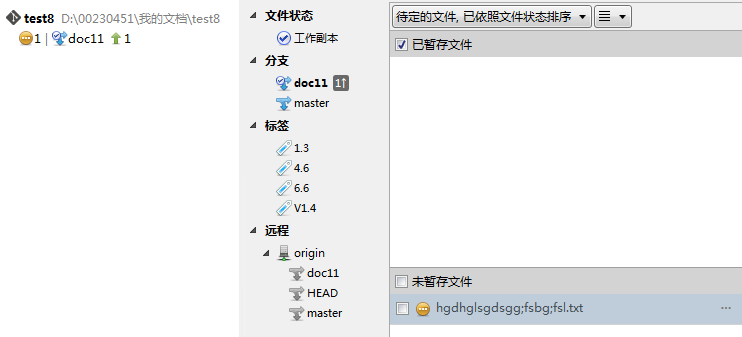 test8 D:\00230451\我的文档\test8
1 | doc11 1
文件状态
工作副本
分支
doc11 1↑
master
标签
1.3
4.6
6.6
V1.4
远程
origin
doc11
HEAD
master
待定的文件, 已依照文件状态排序
已暂存文件
未暂存文件
hgdhglsgdsgg;fsbg;fsl.txt ...